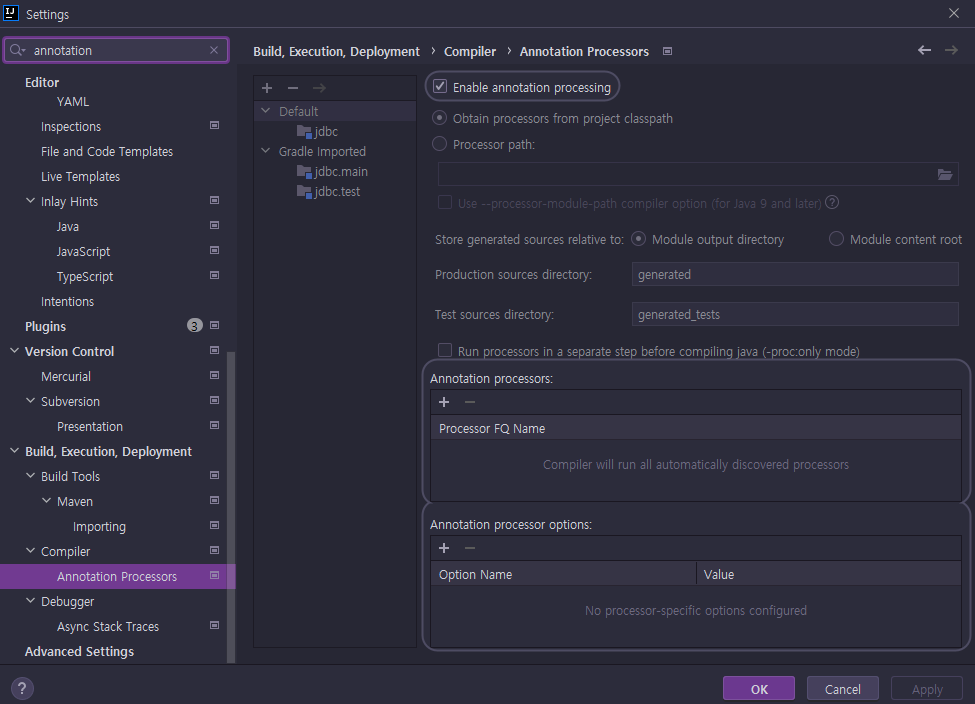 IJ
Settings
annotation
Editor
YAML
Inspections
File and Code Templates
Live Templates
Inlay Hints
Java
JavaScript
TypeScript
Intentions
Plugins 3
Version Control
Mercurial
Subversion
Presentation
Build, Execution, Deployment
Build Tools
Maven
Importing
Compiler
Annotation Processors
Debugger
Async Stack Traces
Advanced Settings
Build, Execution, Deployment › Compiler › Annotation Processors
Default
jdbc
Gradle Imported
jdbc.main
jdbc.test
Enable annotation processing
Obtain processors from project classpath
Processor path:
Use --processor-module-path compiler option (for Java 9 and later) ?
Store generated sources relative to: Module output directory Module content root
Production sources directory: generated
Test sources directory: generated_tests
Run processors in a separate step before compiling java (-proc:only mode)
Annotation processors:
+ −
Processor FQ Name
Compiler will run all automatically discovered processors
Annotation processor options:
+ −
Option Name Value
No processor-specific options configured
? OK Cancel Apply